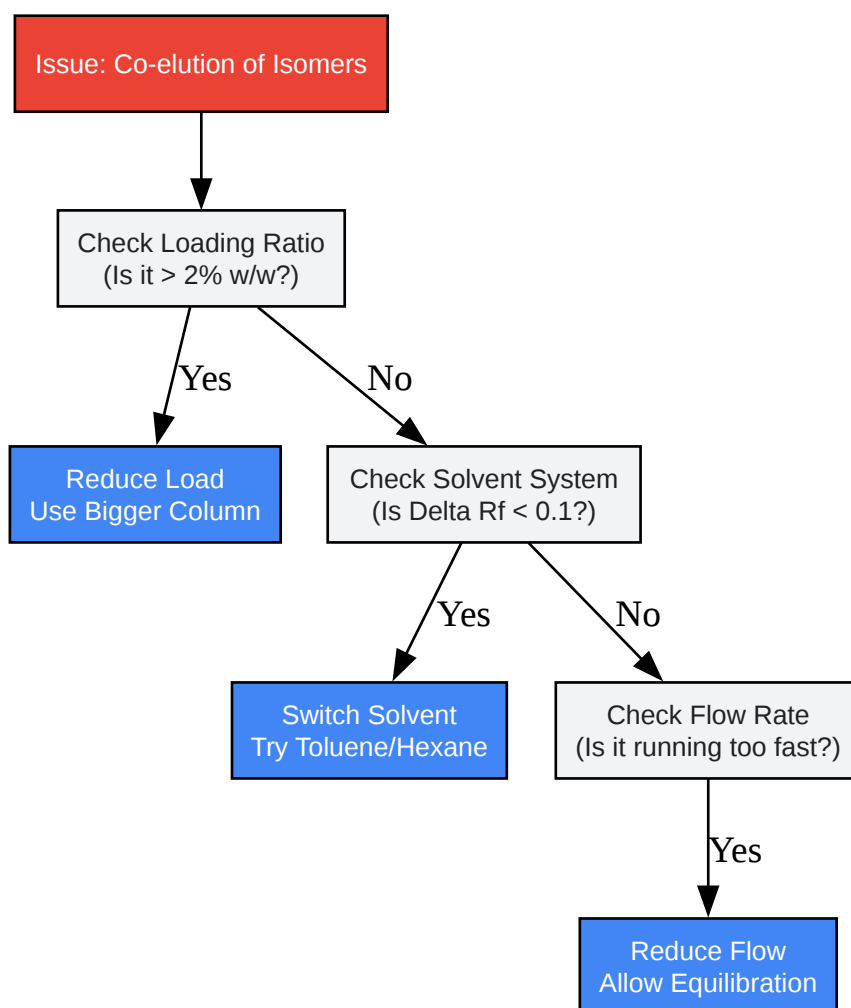 Issue: Co-elution of Isomers
Check Loading Ratio
(Is it > 2% w/w?)
Yes
No
Reduce Load
Use Bigger Column
Check Solvent System
(Is Delta Rf < 0.1?)
Yes
No
Switch Solvent
Try Toluene/Hexane
Check Flow Rate
(Is it running too fast?)
Yes
Reduce Flow
Allow Equilibration